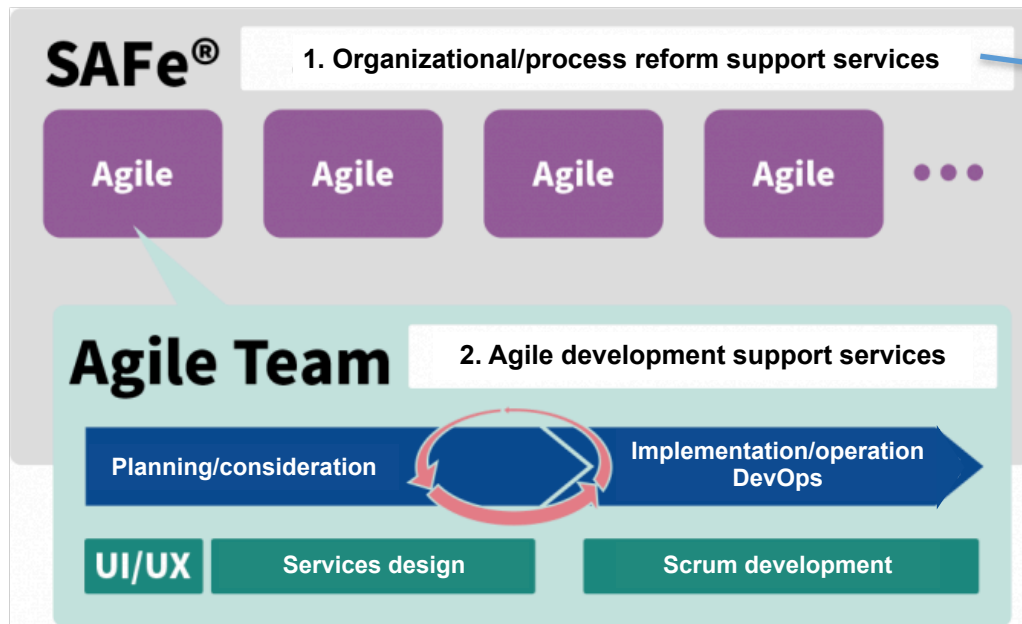 SAFe®
1. Organizational/process reform support services
Agile
Agile
Agile
Agile
Agile Team
2. Agile development support services
Planning/consideration
Implementation/operation
DevOps
UI/UX
Services design
Scrum development